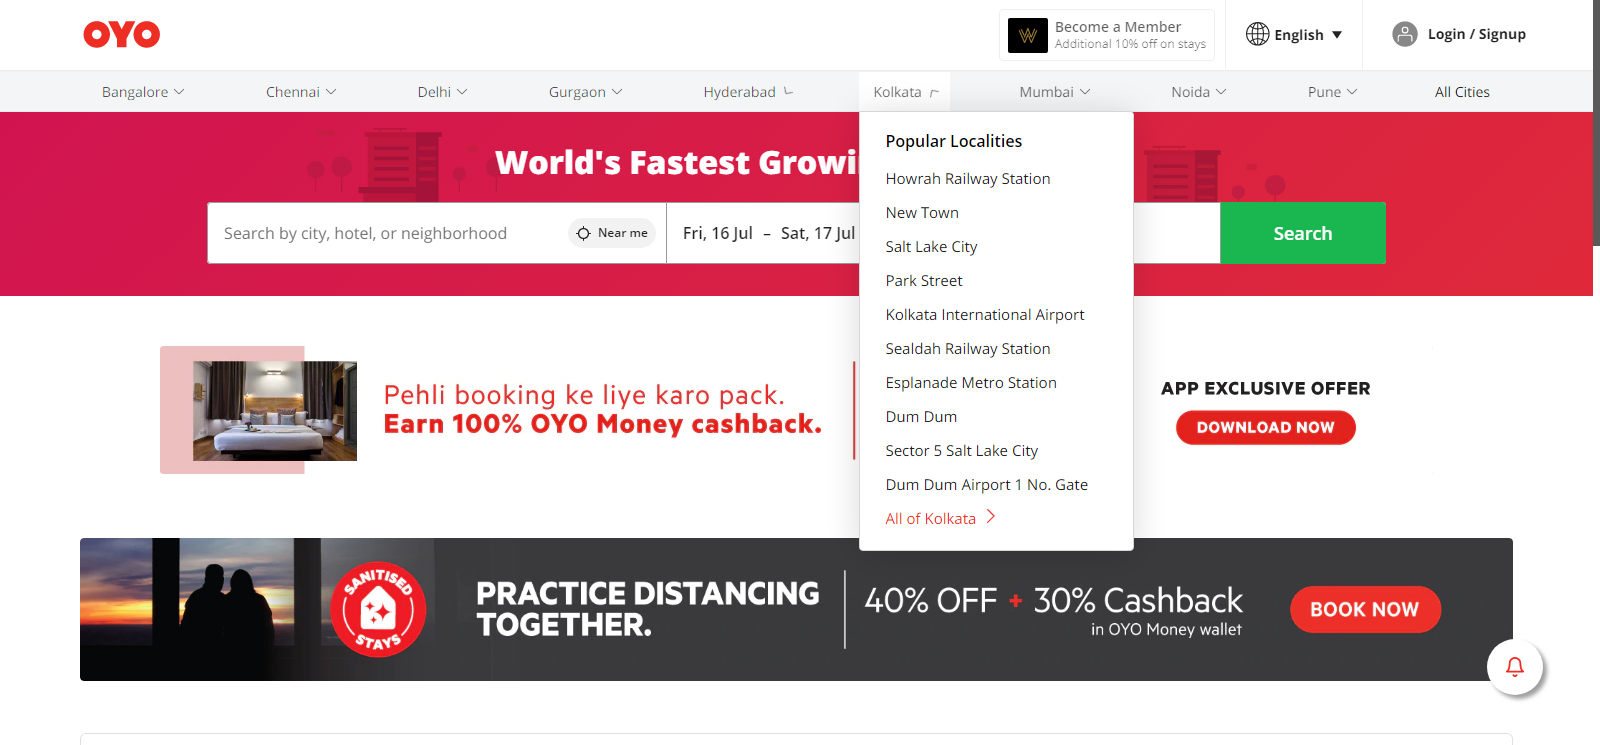 OYO
Become a Member
Additional 10% off on stays
English
Login / Signup
Bangalore
Chennai
Delhi
Gurgaon
Hyderabad
Kolkata
Mumbai
Noida
Pune
All Cities
World's Fastest Growi
Search by city, hotel, or neighborhood
Near me
Fri, 16 Jul – Sat, 17 Jul
Search
Popular Localities
Howrah Railway Station
New Town
Salt Lake City
Park Street
Kolkata International Airport
Sealdah Railway Station
Esplanade Metro Station
Dum Dum
Sector 5 Salt Lake City
Dum Dum Airport 1 No. Gate
All of Kolkata
Pehli booking ke liye karo pack.
Earn 100% OYO Money cashback.
APP EXCLUSIVE OFFER
DOWNLOAD NOW
SANITISED
STAYS
PRACTICE DISTANCING
TOGETHER.
40% OFF + 30% Cashback
in OYO Money wallet
BOOK NOW